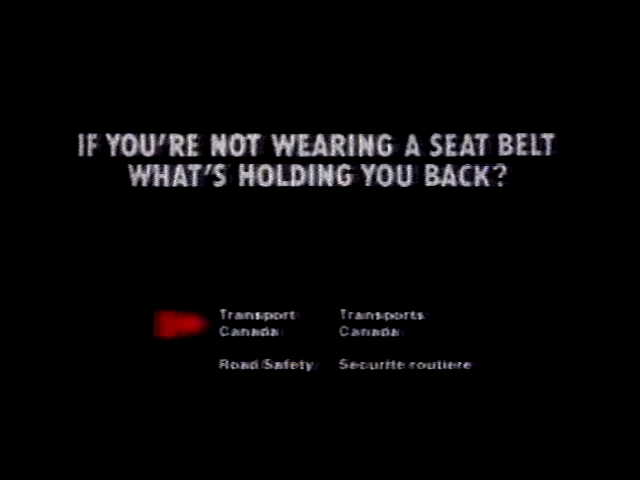 IF YOU'RE NOT WEARING A SEAT BELT
WHAT'S HOLDING YOU BACK?
Transport Transports
Canada Canada
Road Safety Securite routiere